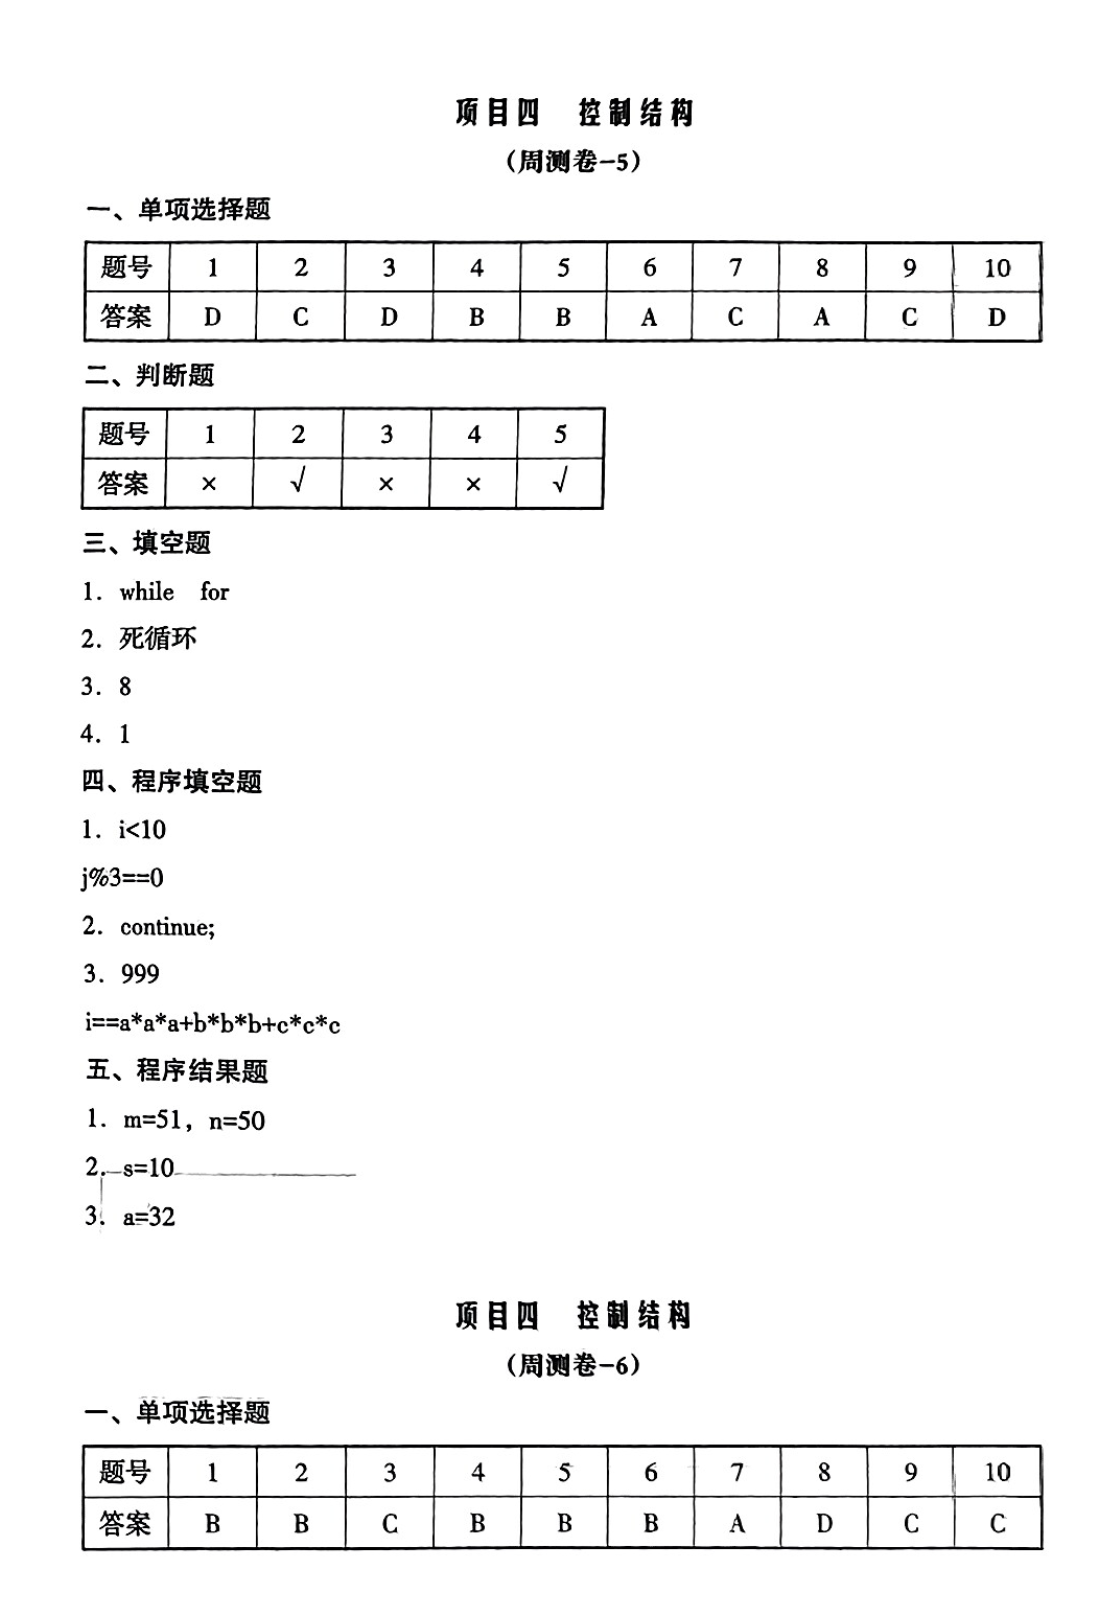 项目四 控制结构
（周测卷-5）
一、单项选择题
题号 1 2 3 4 5 6 7 8 9 10
答案 D C D B B A C A C D
二、判断题
题号 1 2 3 4 5
答案 × √ × × √
三、填空题
1. while for
2. 死循环
3. 8
4. 1
四、程序填空题
1. i<10
j%3==0
2. continue;
3. 999
i==a*a*a+b*b*b+c*c*c
五、程序结果题
1. m=51，n=50
2. s=10
3. a=32
项目四 控制结构
（周测卷-6）
一、单项选择题
题号 1 2 3 4 5 6 7 8 9 10
答案 B B C B B B A D C C